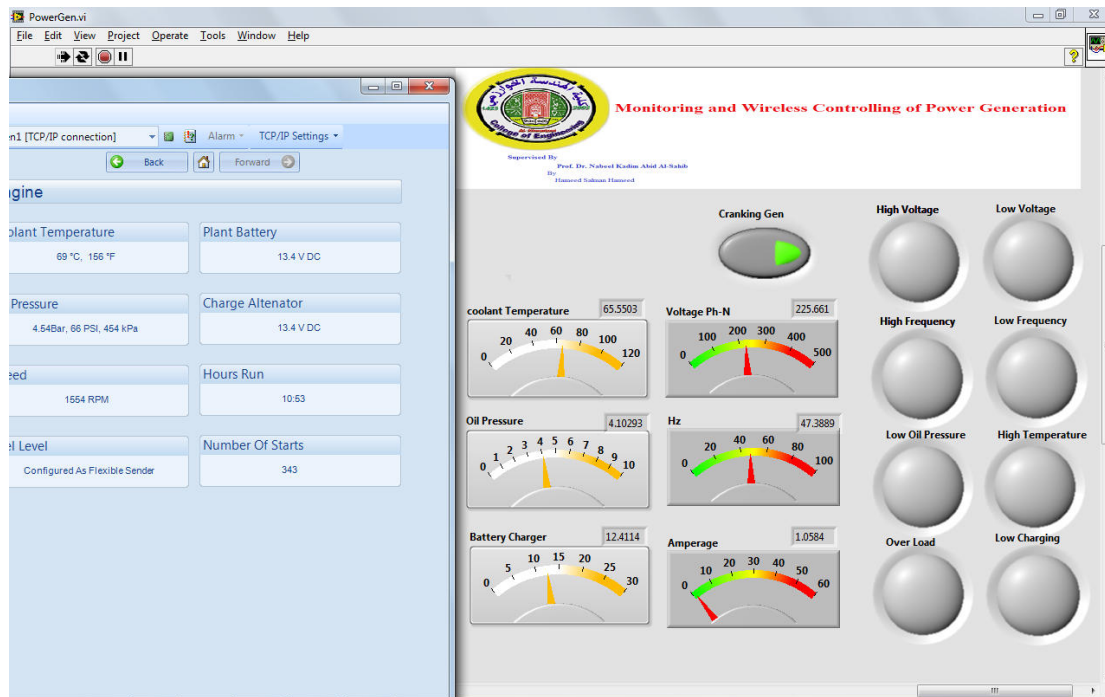 PowerGen.vi
File Edit View Project Operate Tools Window Help
en1 [TCP/IP connection] Alarm TCP/IP Settings
Back Forward
ngine
olant Temperature
69 °C, 156 °F
Plant Battery
13.4 V DC
Pressure
4.54Bar, 66 PSI, 454 kPa
Charge Altenator
13.4 V DC
eed
1554 RPM
Hours Run
10:53
el Level
Configured As Flexible Sender
Number Of Starts
343
كلية الهندسة الخوارزمي
College of Engineering
Monitoring and Wireless Controlling of Power Generation
Supervised By
Prof. Dr. Nabeel Kadim Abid Al-Sahib
By
Hameed Salman Hameed
Cranking Gen
High Voltage
Low Voltage
coolant Temperature 65.5503
0 20 40 60 80 100 120
Voltage Ph-N 225.661
0 100 200 300 400 500
High Frequency
Low Frequency
Oil Pressure 4.10293
0 1 2 3 4 5 6 7 8 9 10
Hz 47.3889
0 20 40 60 80 100
Low Oil Pressure
High Temperature
Battery Charger 12.4114
0 5 10 15 20 25 30
Amperage 1.0584
0 10 20 30 40 50 60
Over Load
Low Charging